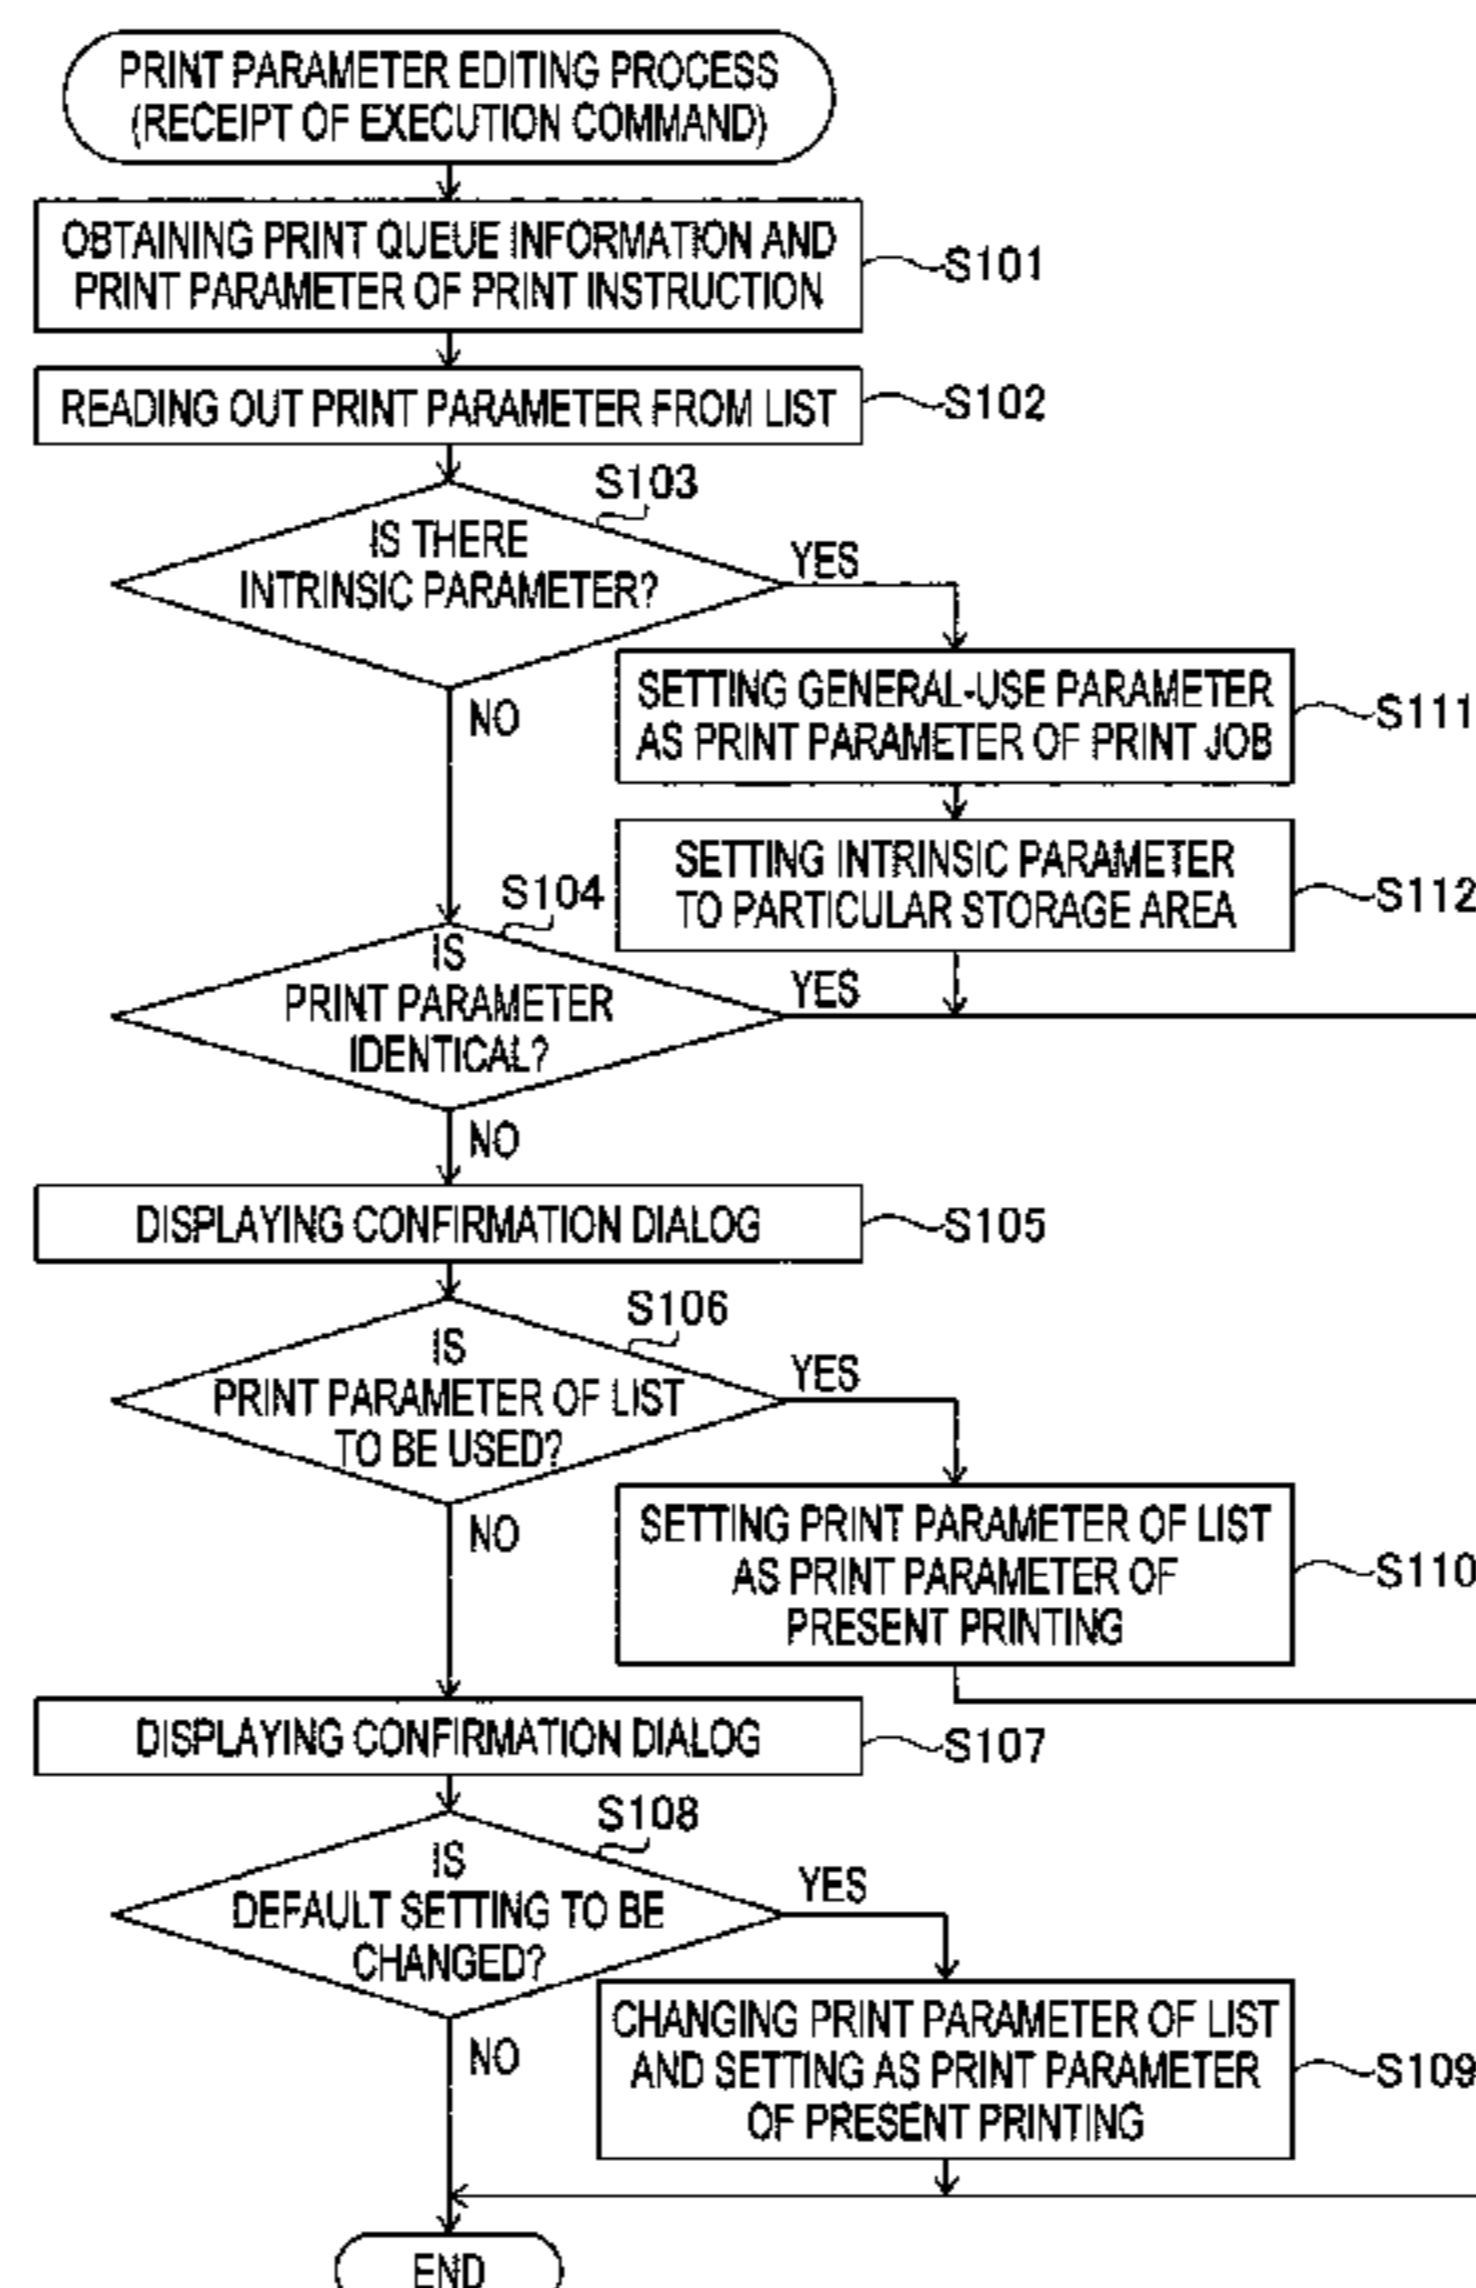 PRINT PARAMETER EDITING PROCESS
(RECEIPT OF EXECUTION COMMAND)
OBTAINING PRINT QUEUE INFORMATION AND
PRINT PARAMETER OF PRINT INSTRUCTION
S101
READING OUT PRINT PARAMETER FROM LIST
S102
S103
IS THERE
INTRINSIC PARAMETER?
YES
NO
SETTING GENERAL-USE PARAMETER
AS PRINT PARAMETER OF PRINT JOB
S111
SETTING INTRINSIC PARAMETER
TO PARTICULAR STORAGE AREA
S112
S104
IS
PRINT PARAMETER
IDENTICAL?
YES
NO
DISPLAYING CONFIRMATION DIALOG
S105
S106
IS
PRINT PARAMETER OF LIST
TO BE USED?
YES
NO
SETTING PRINT PARAMETER OF LIST
AS PRINT PARAMETER OF
PRESENT PRINTING
S110
DISPLAYING CONFIRMATION DIALOG
S107
S108
IS
DEFAULT SETTING TO BE
CHANGED?
YES
NO
CHANGING PRINT PARAMETER OF LIST
AND SETTING AS PRINT PARAMETER
OF PRESENT PRINTING
S109
END